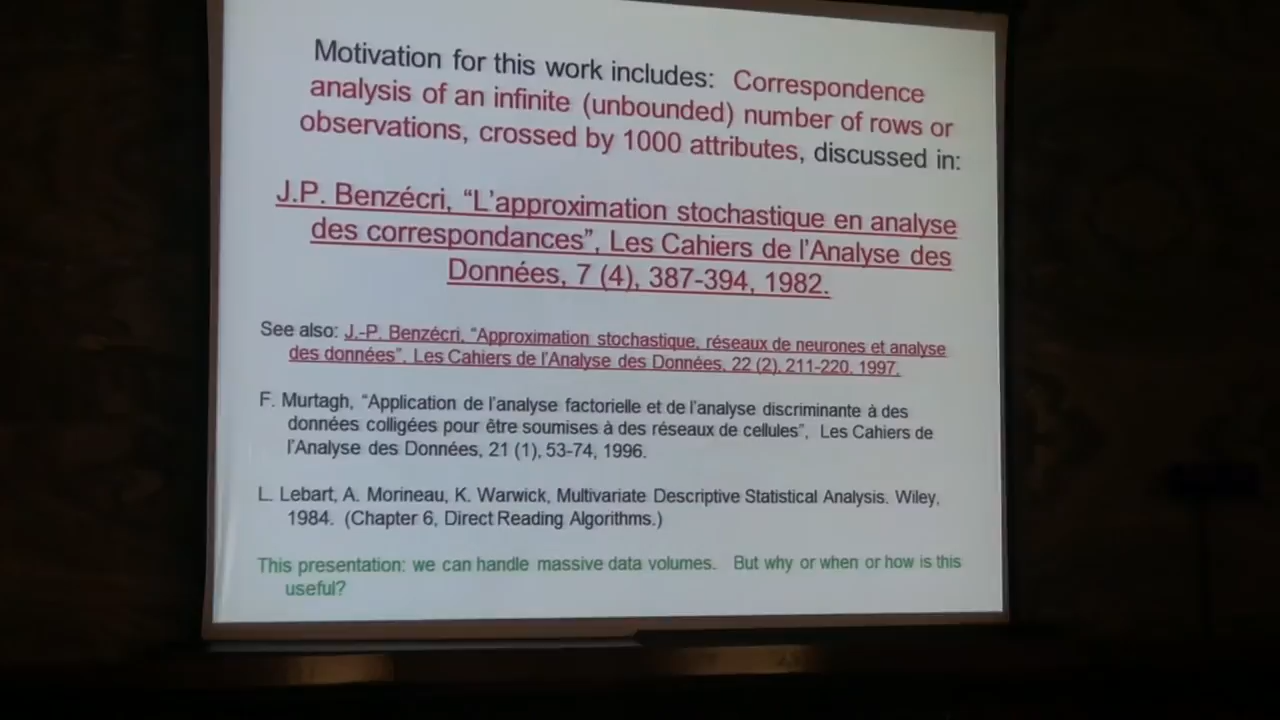 Motivation for this work includes: Correspondence
analysis of an infinite (unbounded) number of rows or
observations, crossed by 1000 attributes, discussed in:
J.P. Benzécri, “L’approximation stochastique en analyse
des correspondances”, Les Cahiers de l’Analyse des
Données, 7 (4), 387-394, 1982.
See also: J.-P. Benzécri, “Approximation stochastique, réseaux de neurones et analyse
des données”, Les Cahiers de l’Analyse des Données, 22 (2), 211-220, 1997.
F. Murtagh, “Application de l’analyse factorielle et de l’analyse discriminante à des
données colligées pour être soumises à des réseaux de cellules”, Les Cahiers de
l’Analyse des Données, 21 (1), 53-74, 1996.
L. Lebart, A. Morineau, K. Warwick, Multivariate Descriptive Statistical Analysis. Wiley,
1984. (Chapter 6, Direct Reading Algorithms.)
This presentation: we can handle massive data volumes. But why or when or how is this
useful?